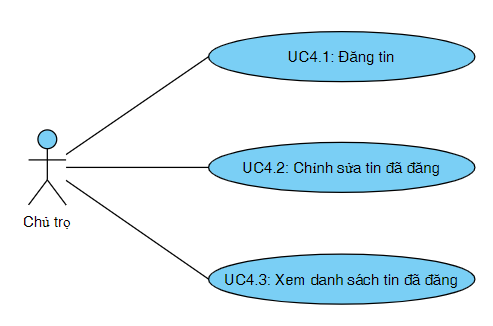 UC4.1: Đăng tin
UC4.2: Chỉnh sửa tin đã đăng
Chủ trọ
UC4.3: Xem danh sách tin đã đăng